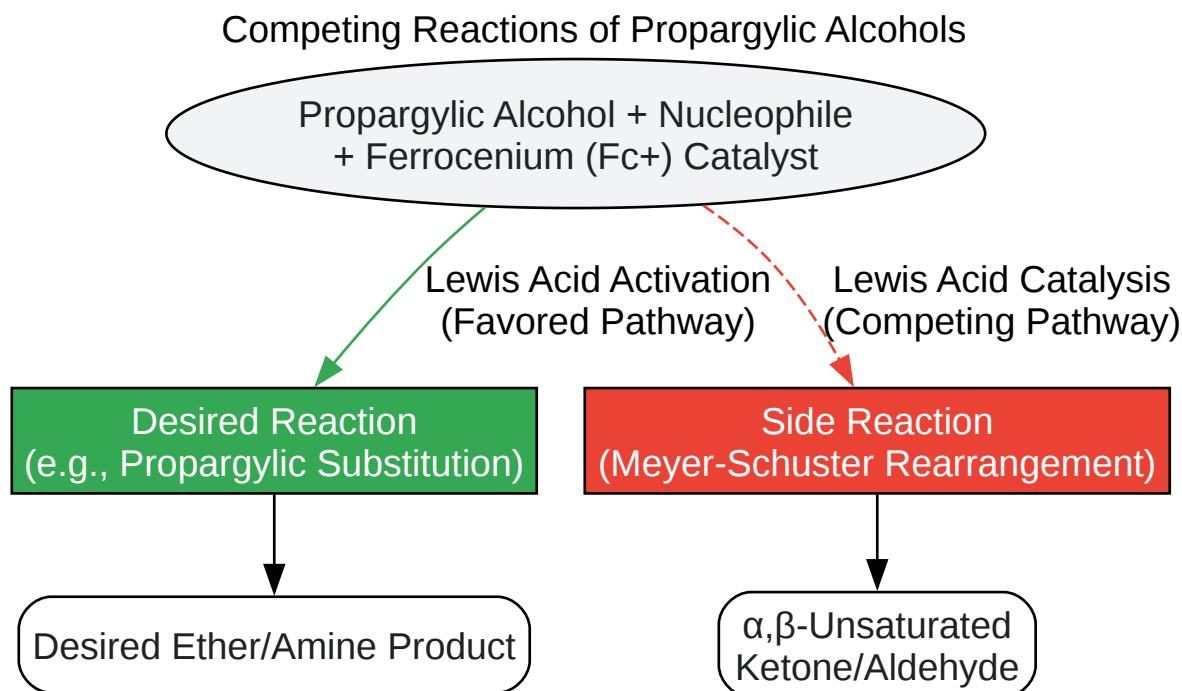 Competing Reactions of Propargylic Alcohols
Propargylic Alcohol + Nucleophile
+ Ferrocenium (Fc+) Catalyst
Lewis Acid Activation
(Favored Pathway)
Lewis Acid Catalysis
(Competing Pathway)
Desired Reaction
(e.g., Propargylic Substitution)
Side Reaction
(Meyer-Schuster Rearrangement)
Desired Ether/Amine Product
α,β-Unsaturated
Ketone/Aldehyde